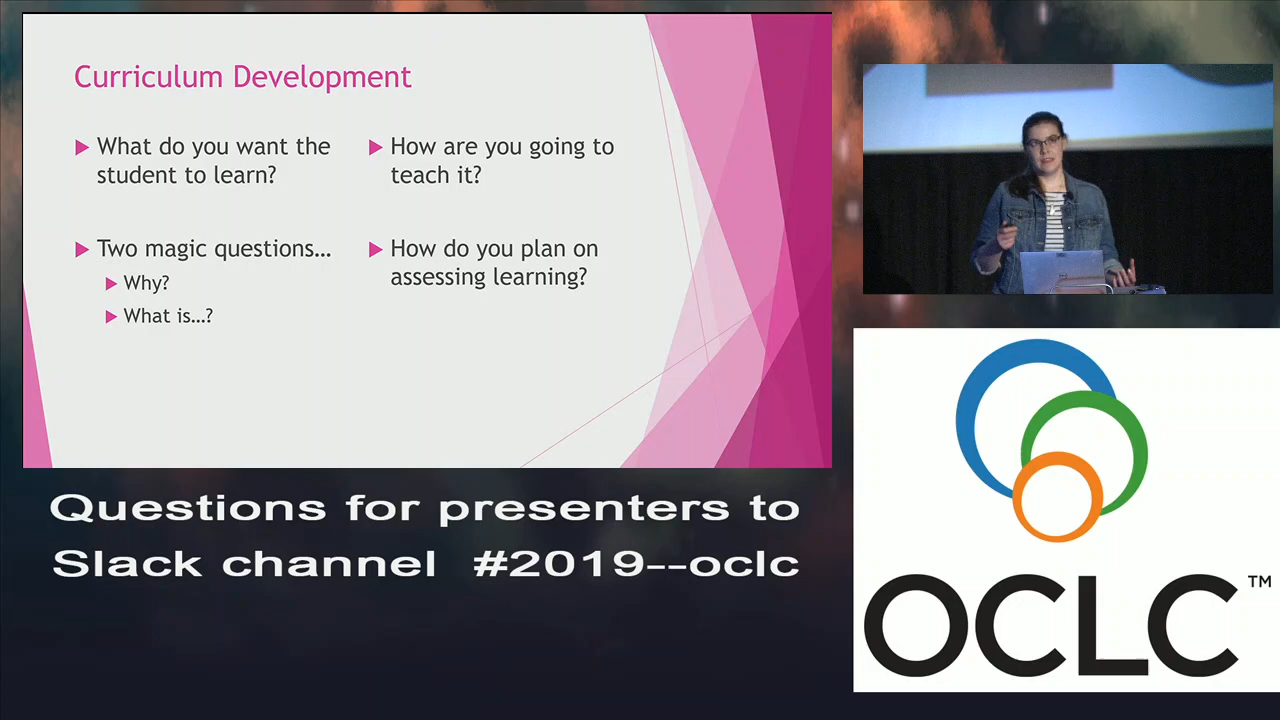 Curriculum Development
What do you want the
student to learn?
Two magic questions…
Why?
What is…?
How are you going to
teach it?
How do you plan on
assessing learning?
Questions for presenters to
Slack channel #2019--oclc
OCLC™